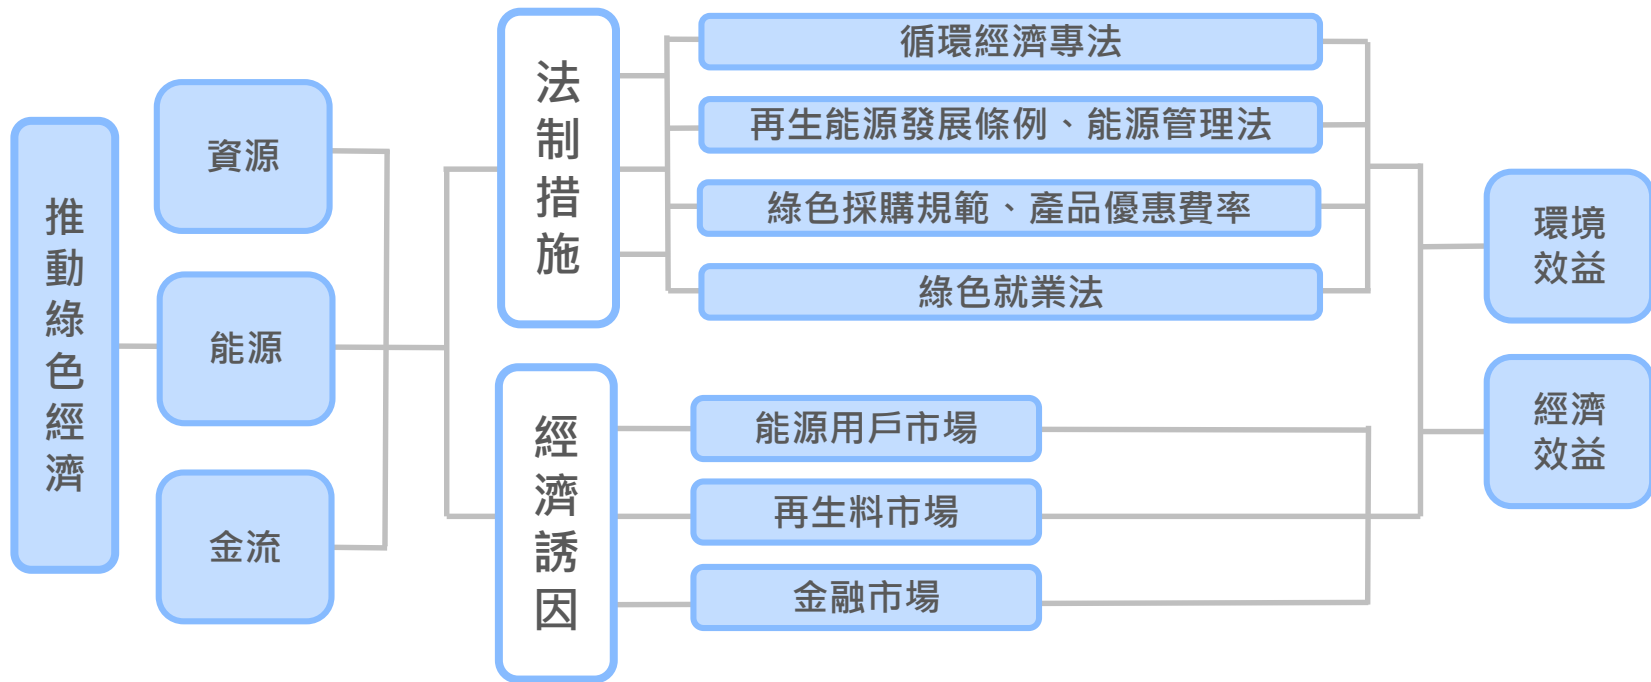 推動綠色經濟
資源
能源
金流
法制措施
循環經濟專法
再生能源發展條例、能源管理法
綠色採購規範、產品優惠費率
綠色就業法
經濟誘因
能源用戶市場
再生料市場
金融市場
環境
效益
經濟
效益